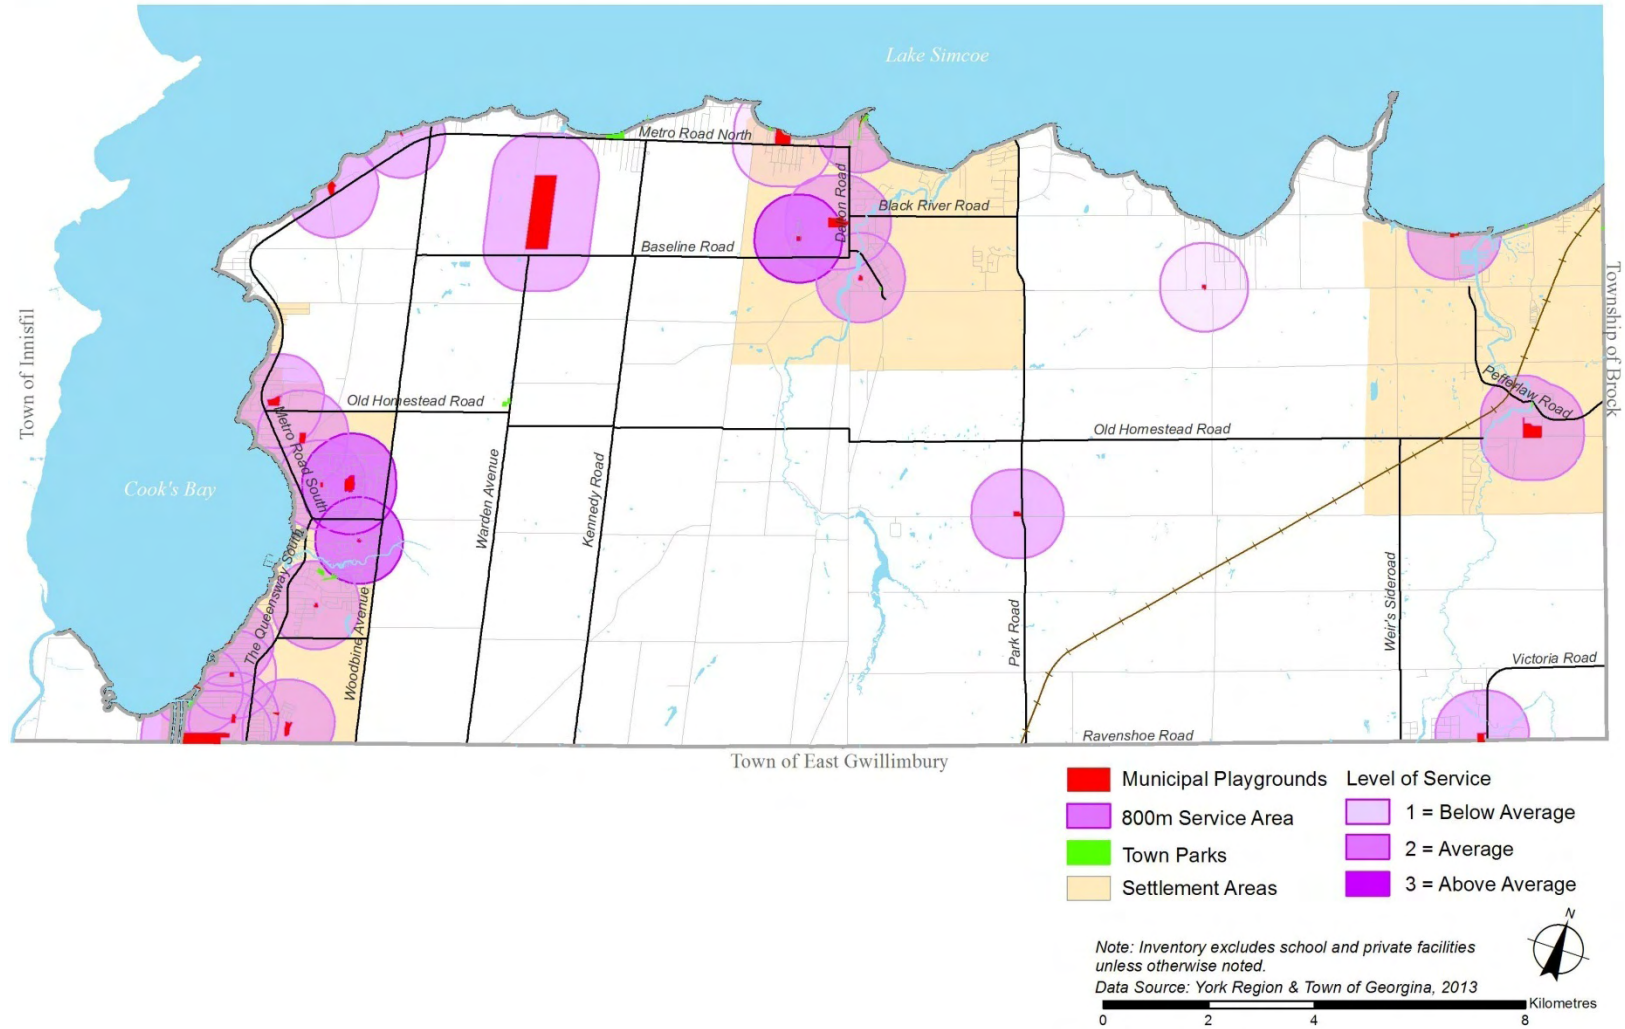 Lake Simcoe
Metro Road North
Dalton Road
Black River Road
Baseline Road
Town of Innisfil
Township of Brock
Pefferlaw Road
Old Homestead Road
Metro Road South
Old Homestead Road
Cook's Bay
Warden Avenue
Kennedy Road
The Queensway South
Woodbine Avenue
Park Road
Weir's Sideroad
Victoria Road
Ravenshoe Road
Town of East Gwillimbury
Municipal Playgrounds
800m Service Area
Town Parks
Settlement Areas
Level of Service
1 = Below Average
2 = Average
3 = Above Average
N
Note: Inventory excludes school and private facilities
unless otherwise noted.
Data Source: York Region & Town of Georgina, 2013
Kilometres
0 2 4 8